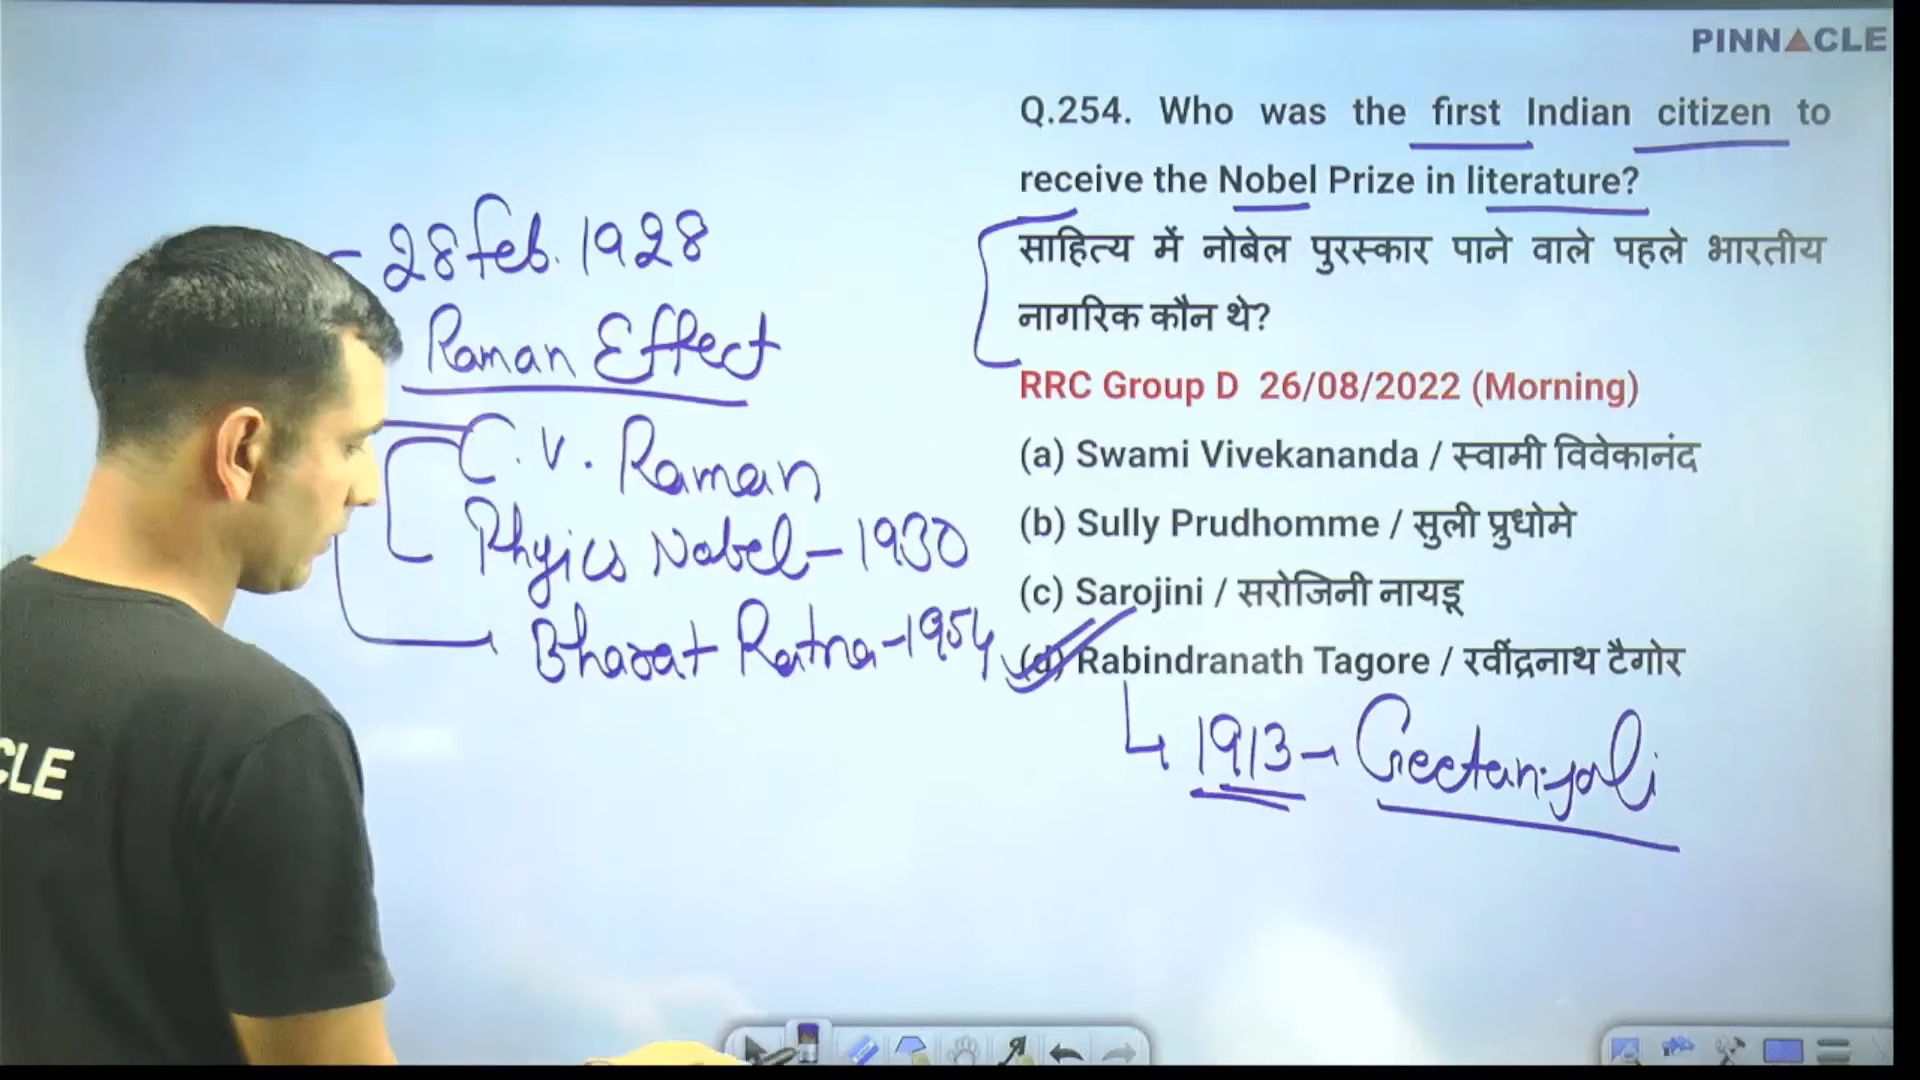 PINNACLE
Q.254. Who was the first Indian citizen to
receive the Nobel Prize in literature?
साहित्य में नोबेल पुरस्कार पाने वाले पहले भारतीय
नागरिक कौन थे?
RRC Group D 26/08/2022 (Morning)
(a) Swami Vivekananda / स्वामी विवेकानंद
(b) Sully Prudhomme / सुली प्रुधोमे
(c) Sarojini / सरोजिनी नायडू
(d) Rabindranath Tagore / रवींद्रनाथ टैगोर
1913 - Geetanjali
- 28 feb. 1928
Raman Effect
C. V. Raman
Phyics Nobel - 1930
Bharat Ratna - 1954
CLE